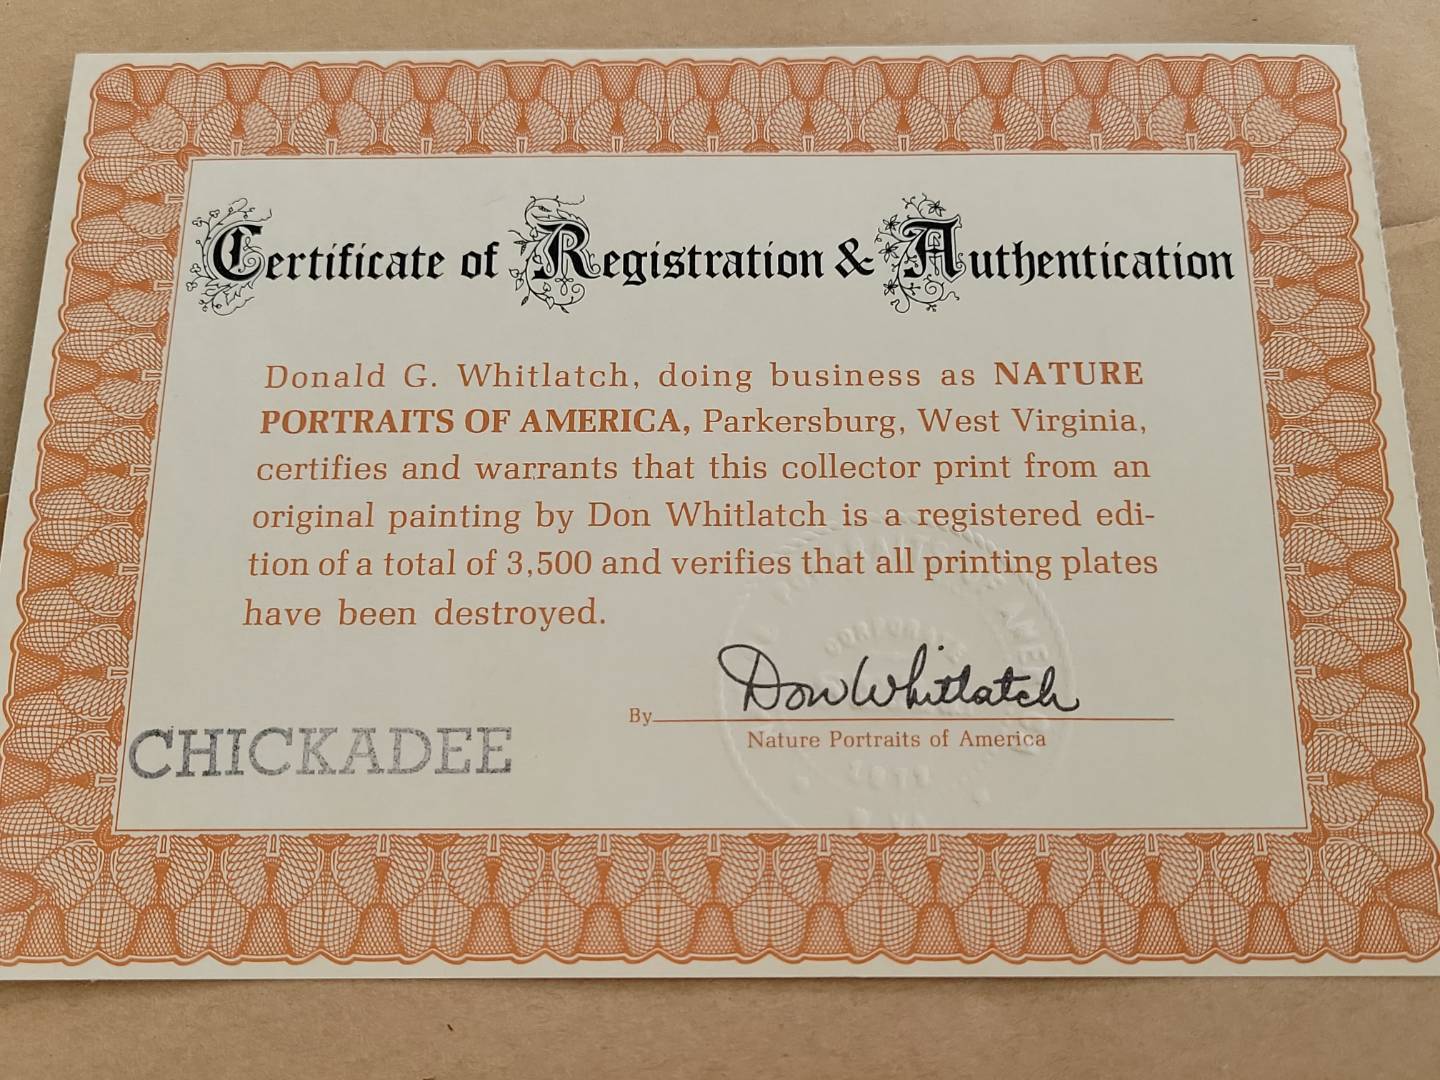 Certificate of Registration & Authentication
Donald G. Whitlatch, doing business as NATURE
PORTRAITS OF AMERICA, Parkersburg, West Virginia,
certifies and warrants that this collector print from an
original painting by Don Whitlatch is a registered edi-
tion of a total of 3,500 and verifies that all printing plates
have been destroyed.
Don Whitlatch
By
Nature Portraits of America
CHICKADEE